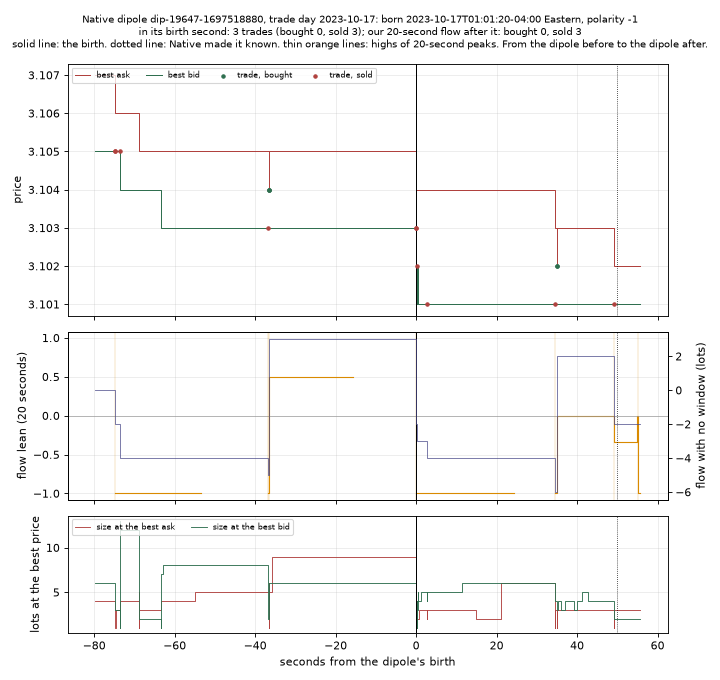 Native dipole dip-19647-1697518880, trade day 2023-10-17: born 2023-10-17T01:01:20-04:00 Eastern, polarity -1
in its birth second: 3 trades (bought 0, sold 3); our 20-second flow after it: bought 0, sold 3
solid line: the birth. dotted line: Native made it known. thin orange lines: highs of 20-second peaks. From the dipole before to the dipole after.
best ask
best bid
trade, bought
trade, sold
3.107
3.106
3.105
3.104
3.103
3.102
3.101
price
1.0
0.5
0.0
−0.5
−1.0
flow lean (20 seconds)
2
0
−2
−4
−6
flow with no window (lots)
size at the best ask
size at the best bid
10
5
lots at the best price
−80
−60
−40
−20
0
20
40
60
seconds from the dipole's birth